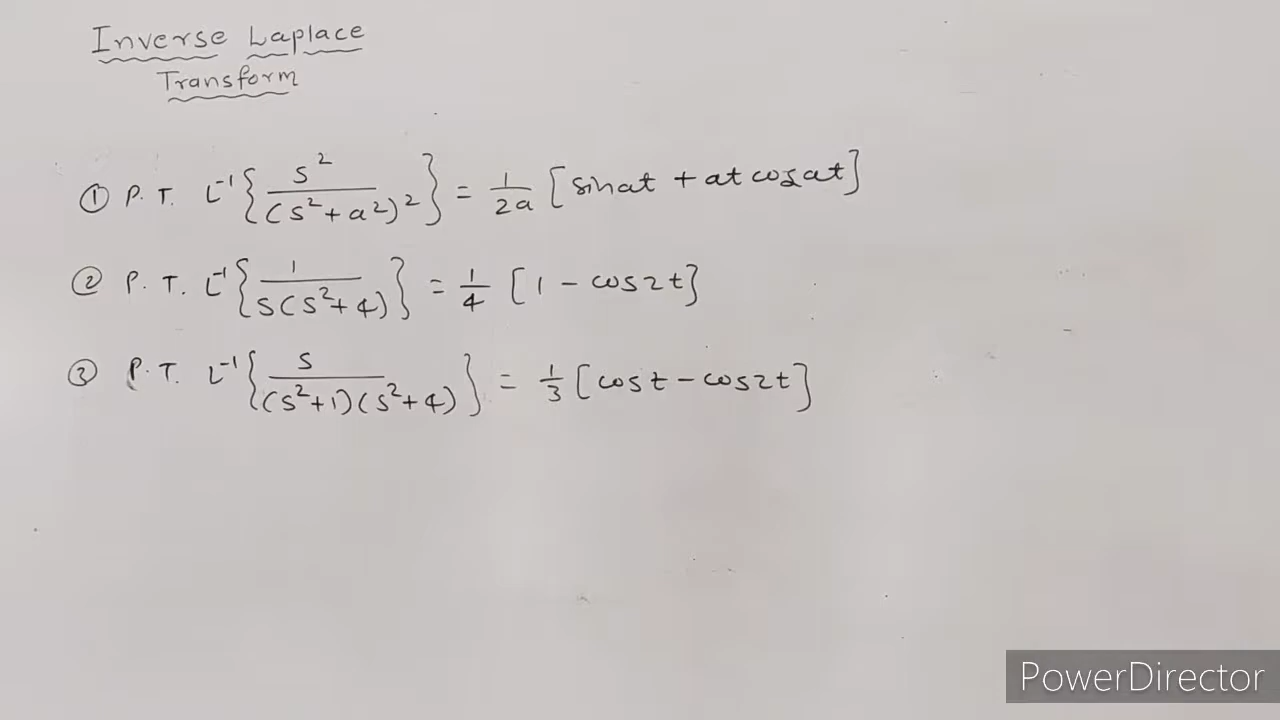 Inverse Laplace
Transform
① P. T. L⁻¹{s²/(s²+a²)²} = 1/2a [sinat + at cosat]
② P. T. L⁻¹{1/s(s²+4)} = 1/4 [1 - cos2t]
③ P. T. L⁻¹{s/(s²+1)(s²+4)} = 1/3 [cost - cos2t]
PowerDirector